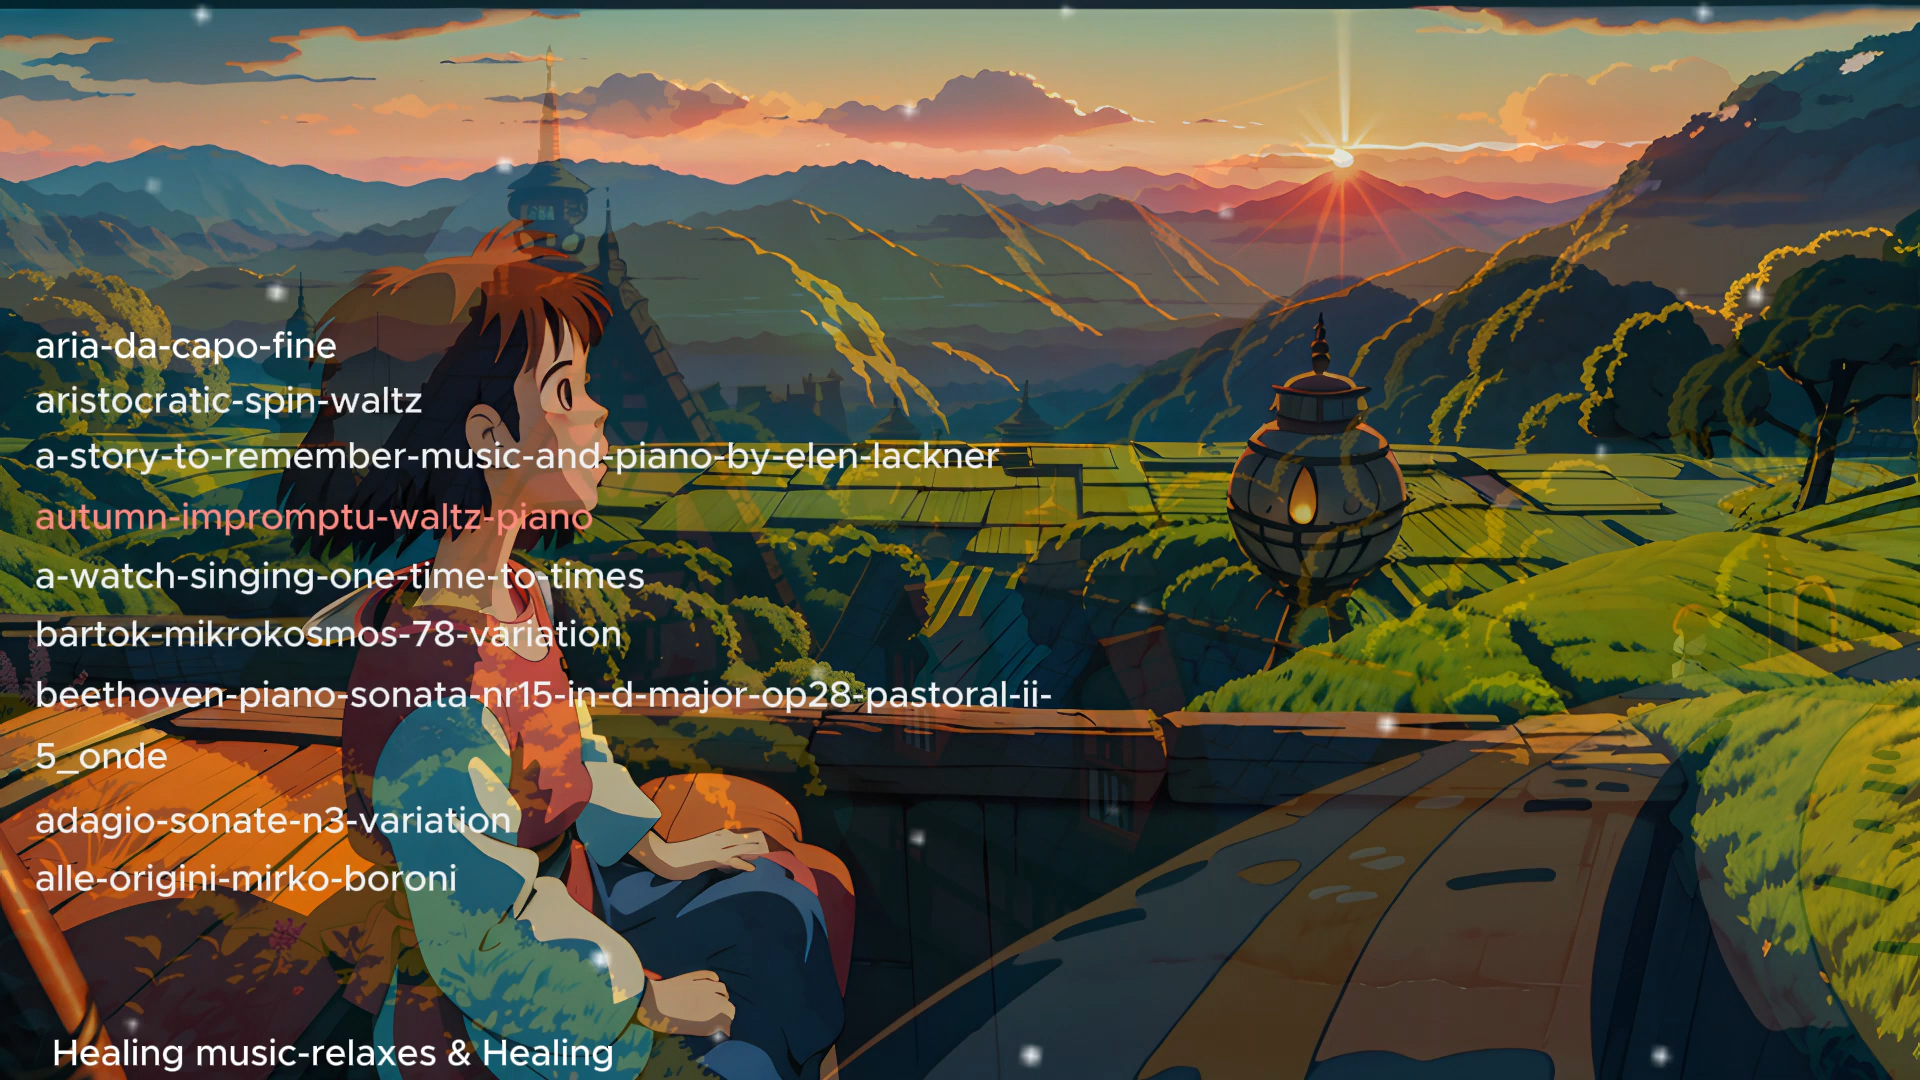 aria-da-capo-fine
aristocratic-spin-waltz
a-story-to-remember-music-and-piano-by-elen-lackner
autumn-impromptu-waltz-piano
a-watch-singing-one-time-to-times
bartok-mikrokosmos-78-variation
beethoven-piano-sonata-nr15-in-d-major-op28-pastoral-ii-
5_onde
adagio-sonate-n3-variation
alle-origini-mirko-boroni
Healing music-relaxes & Healing